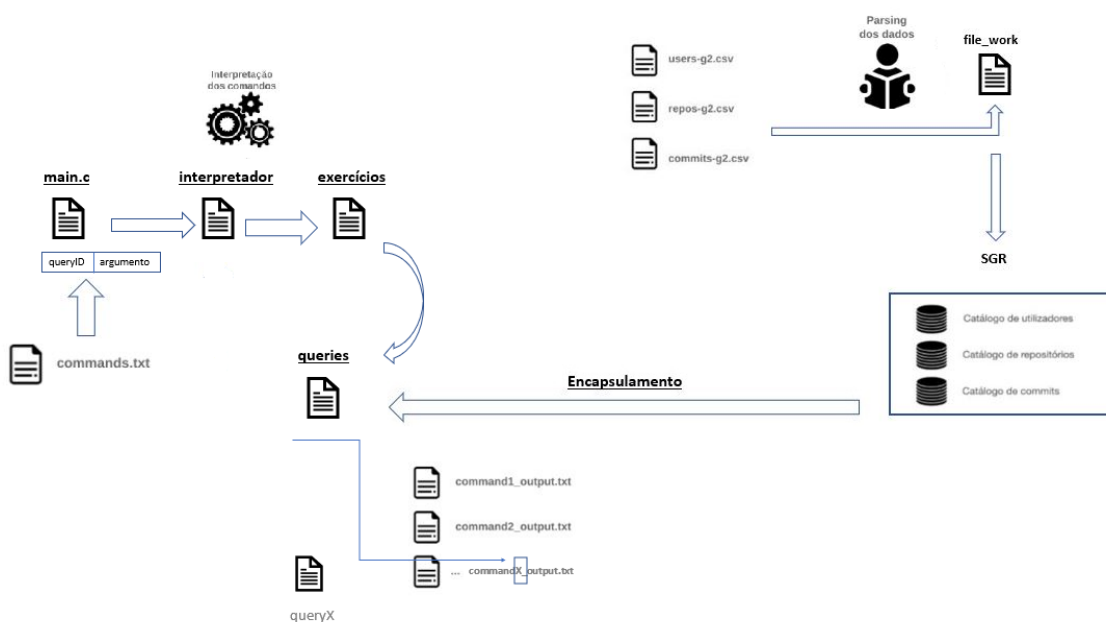 Parsing
dos dados
file_work
users-g2.csv
repos-g2.csv
commits-g2.csv
Interpretação
dos comandos
main.c
interpretador
exercícios
queryID
argumento
commands.txt
SGR
Catálogo de utilizadores
Catálogo de repositórios
Catálogo de commits
queries
Encapsulamento
command1_output.txt
command2_output.txt
... commandX_output.txt
queryX